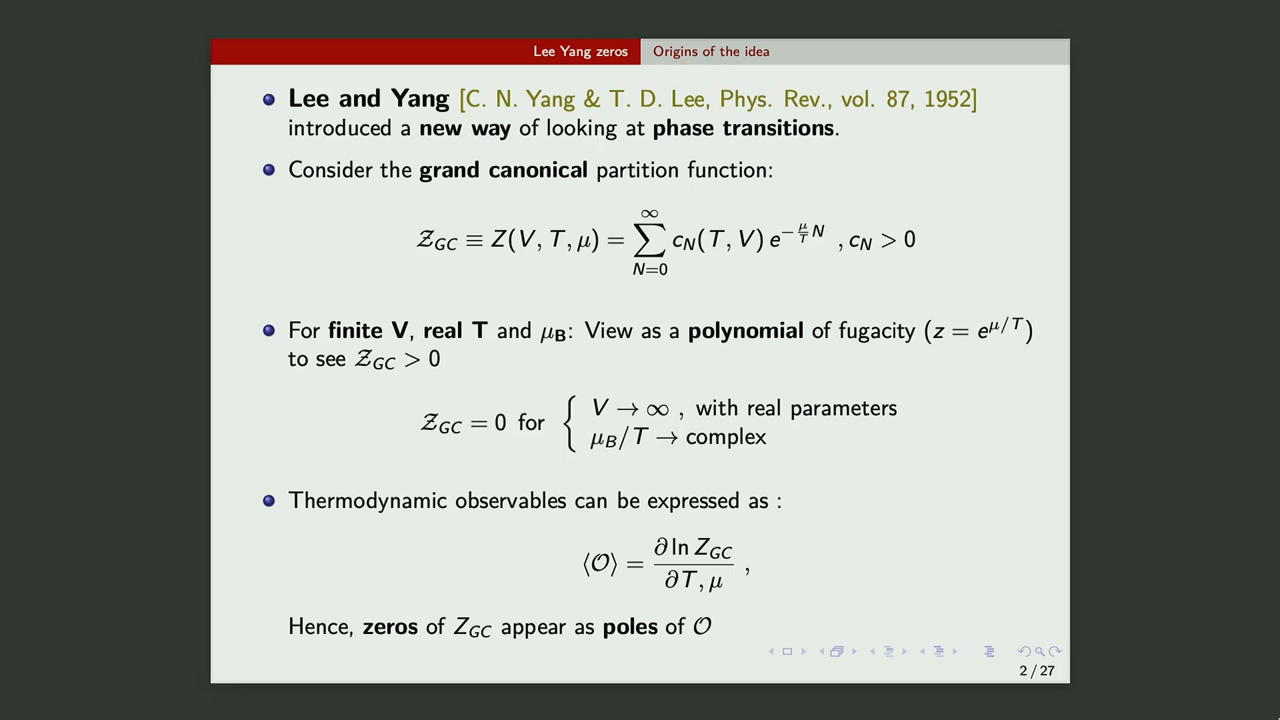 Lee Yang zeros Origins of the idea
Lee and Yang [C. N. Yang & T. D. Lee, Phys. Rev., vol. 87, 1952]
introduced a new way of looking at phase transitions.
Consider the grand canonical partition function:
𝒵_GC ≡ Z(V, T, μ) = ∑_{N=0}^{∞} c_N(T, V) e^{−(μ/T)N} , c_N > 0
For finite V, real T and μ_B: View as a polynomial of fugacity (z = e^{μ/T})
to see 𝒵_GC > 0
𝒵_GC = 0 for { V → ∞ , with real parameters
μ_B/T → complex
Thermodynamic observables can be expressed as :
⟨𝒪⟩ = ∂ ln Z_GC / ∂T, μ ,
Hence, zeros of Z_GC appear as poles of 𝒪
2 / 27